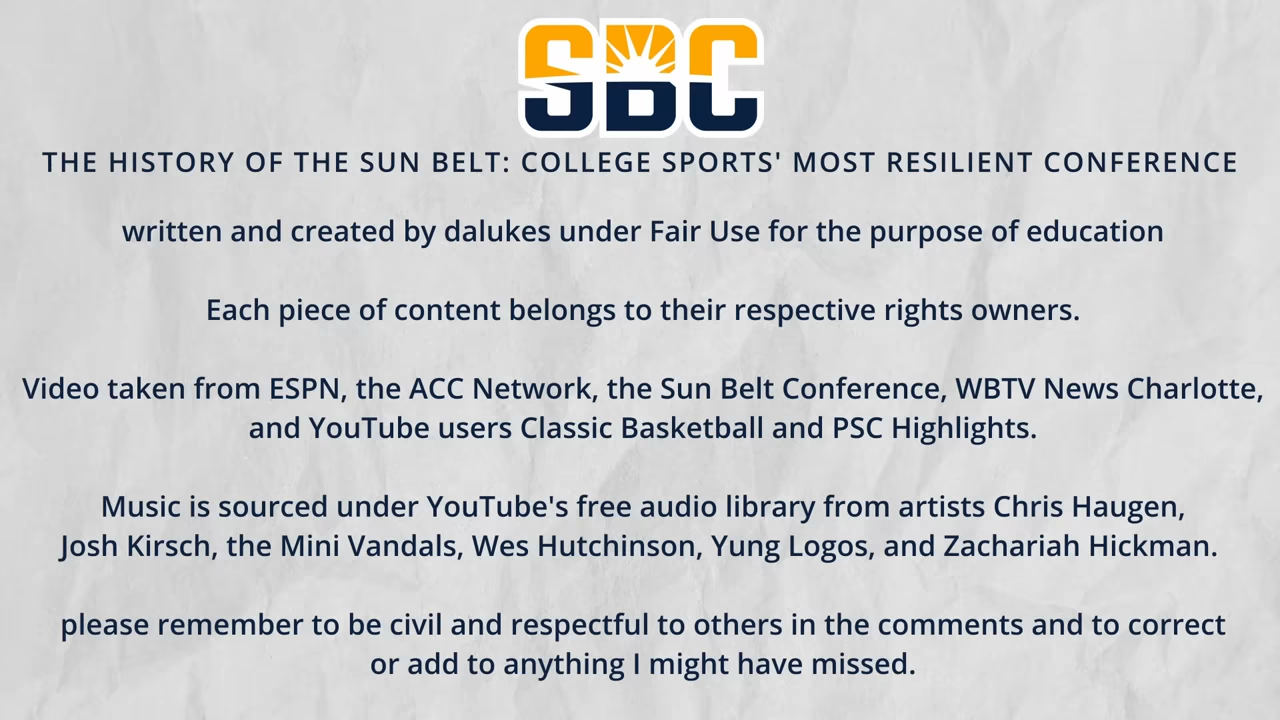 SBC
THE HISTORY OF THE SUN BELT: COLLEGE SPORTS' MOST RESILIENT CONFERENCE
written and created by dalukes under Fair Use for the purpose of education
Each piece of content belongs to their respective rights owners.
Video taken from ESPN, the ACC Network, the Sun Belt Conference, WBTV News Charlotte,
and YouTube users Classic Basketball and PSC Highlights.
Music is sourced under YouTube's free audio library from artists Chris Haugen,
Josh Kirsch, the Mini Vandals, Wes Hutchinson, Yung Logos, and Zachariah Hickman.
please remember to be civil and respectful to others in the comments and to correct
or add to anything I might have missed.